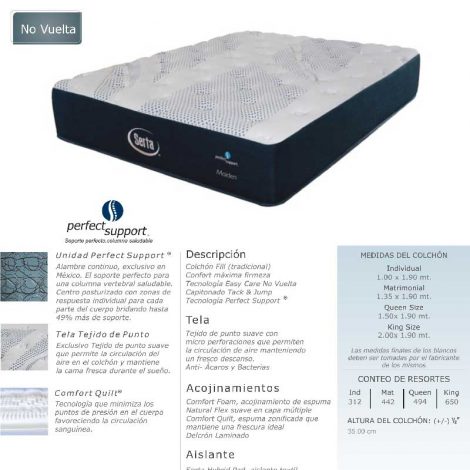 No Vuelta
Serta
perfect support
Maiden
perfect
support
Soporte perfecto, columna saludable
Unidad Perfect Support ®
Alambre continuo, exclusivo en
México. El soporte perfecto para
una columna vertebral saludable.
Centro posturizado con zonas de
respuesta individual para cada
parte del cuerpo bridando hasta
49% más de soporte.
Tela Tejido de Punto
Exclusivo Tejido de punto suave
que permite la circulación del
aire en el colchón y mantiene
la cama fresca durante el sueño.
Comfort Quilt®
Tecnología que minimiza los
puntos de presión en el cuerpo
favoreciendo la circulación
sanguínea.
Descripción
Colchón Fill (tradicional)
Confort máxima firmeza
Tecnología Easy Care No Vuelta
Capitonado Tack & Jump
Tecnología Perfect Support ®
Tela
Tejido de punto suave con
micro perforaciones que permiten
la circulación de aire manteniendo
un fresco descanso.
Anti- Ácaros y Bacterias
Acojinamientos
Comfort Foam, acojinamiento de espuma
Natural Flex suave en capa múltiple
Comfort Quilt, espuma zonificada que
mantiene una frescura ideal
Delcrón Laminado
Aislante
Serta Hybrid Pad, aislante textil
MEDIDAS DEL COLCHÓN
Individual
1.00 x 1.90 mt.
Matrimonial
1.35 x 1,90 mt.
Queen Size
1.50x 1.90 mt.
King Size
2.00x 1.90 mt.
Las medidas finales de los blancos
deben ser tomadas por el fabricante
de los mismos.
CONTEO DE RESORTES
Ind Mat Queen King
312 442 494 650
ALTURA DEL COLCHÓN: (+/-) ½"
35.00 cm